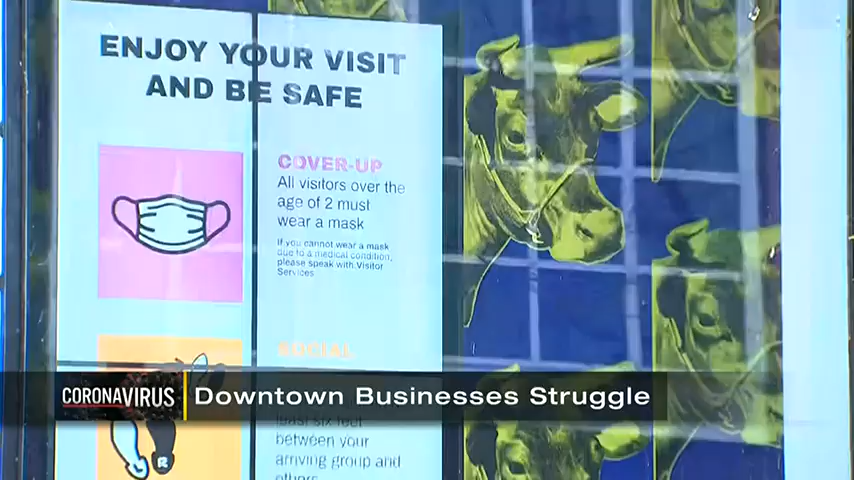 ENJOY YOUR VISIT
AND BE SAFE
COVER-UP
All visitors over the
age of 2 must
wear a mask
If you cannot wear a mask
due to a medical condition,
please speak with Visitor
Services
SOCIAL
CORONAVIRUS
Downtown Businesses Struggle
least six feet
between your
arriving group and
others
R